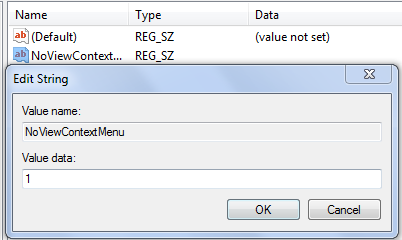 Name Type Data
(Default) REG_SZ (value not set)
NoViewContext... REG_SZ
Edit String
Value name:
NoViewContextMenu
Value data:
1
OK Cancel